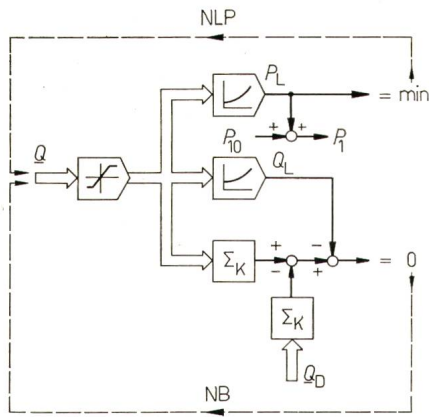 NLP
P_L
= min
+ +
P_10 P_1
Q
Q_L
Σ_K
+ − − +
= 0
Σ_K
Q_D
NB